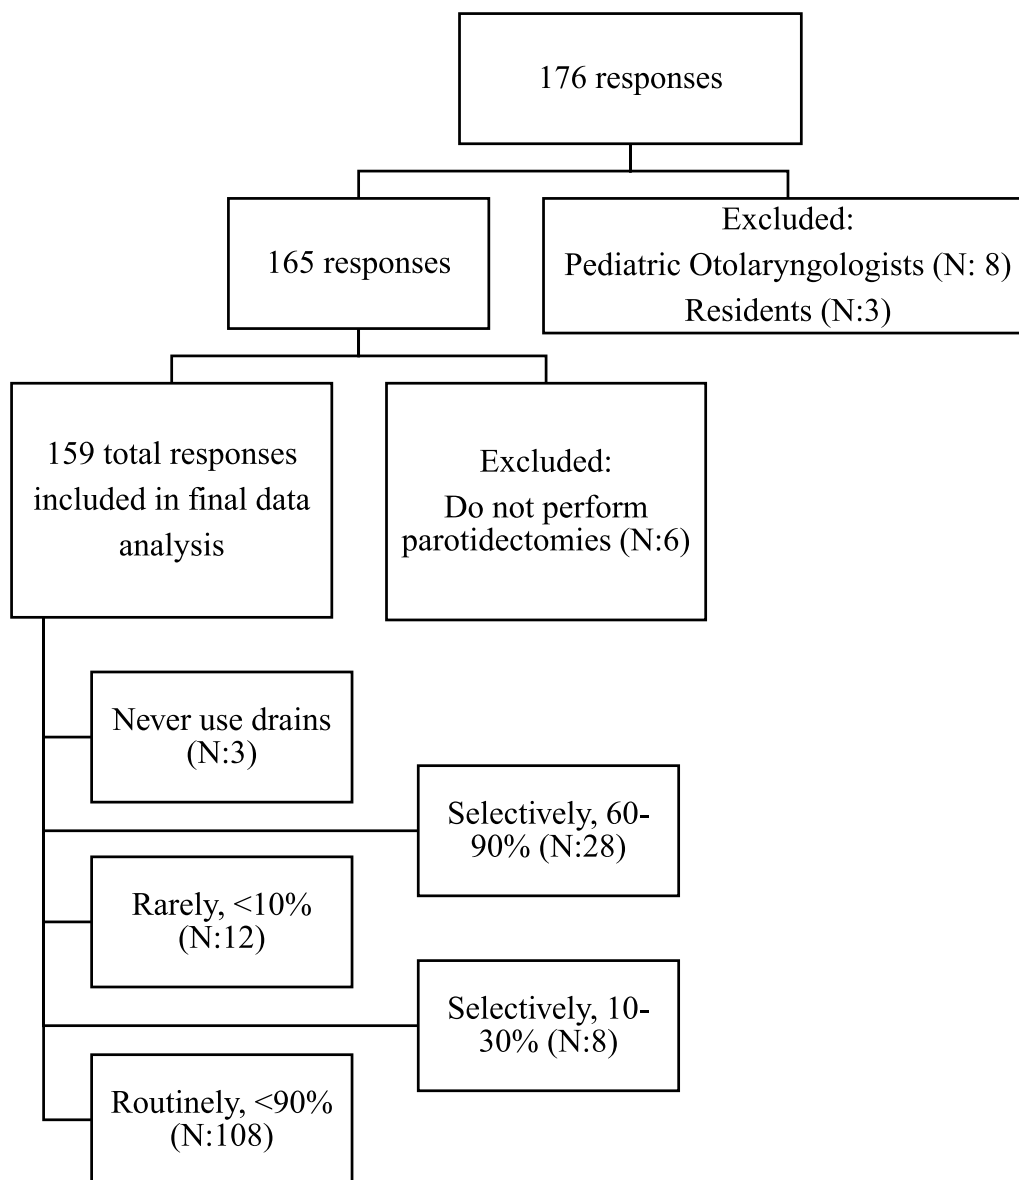 176 responses
165 responses
Excluded:
Pediatric Otolaryngologists (N: 8)
Residents (N:3)
159 total responses
included in final data
analysis
Excluded:
Do not perform
parotidectomies (N:6)
Never use drains
(N:3)
Selectively, 60-
90% (N:28)
Rarely, <10%
(N:12)
Selectively, 10-
30% (N:8)
Routinely, <90%
(N:108)